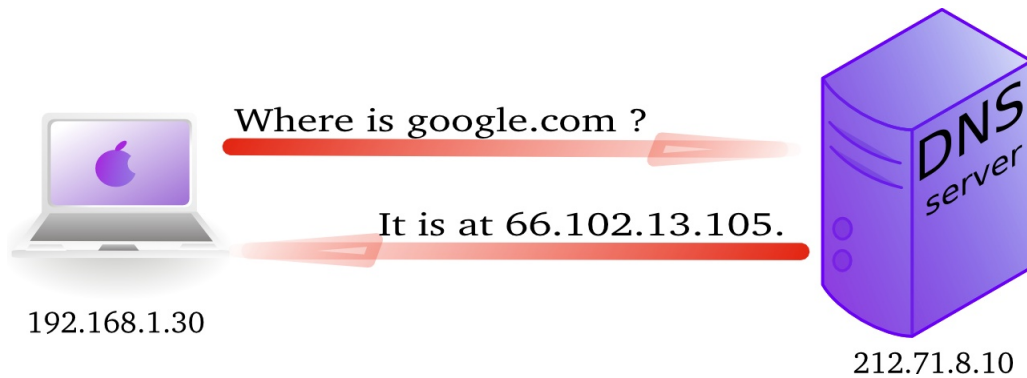 Where is google.com ?
It is at 66.102.13.105.
DNS
server
192.168.1.30
212.71.8.10